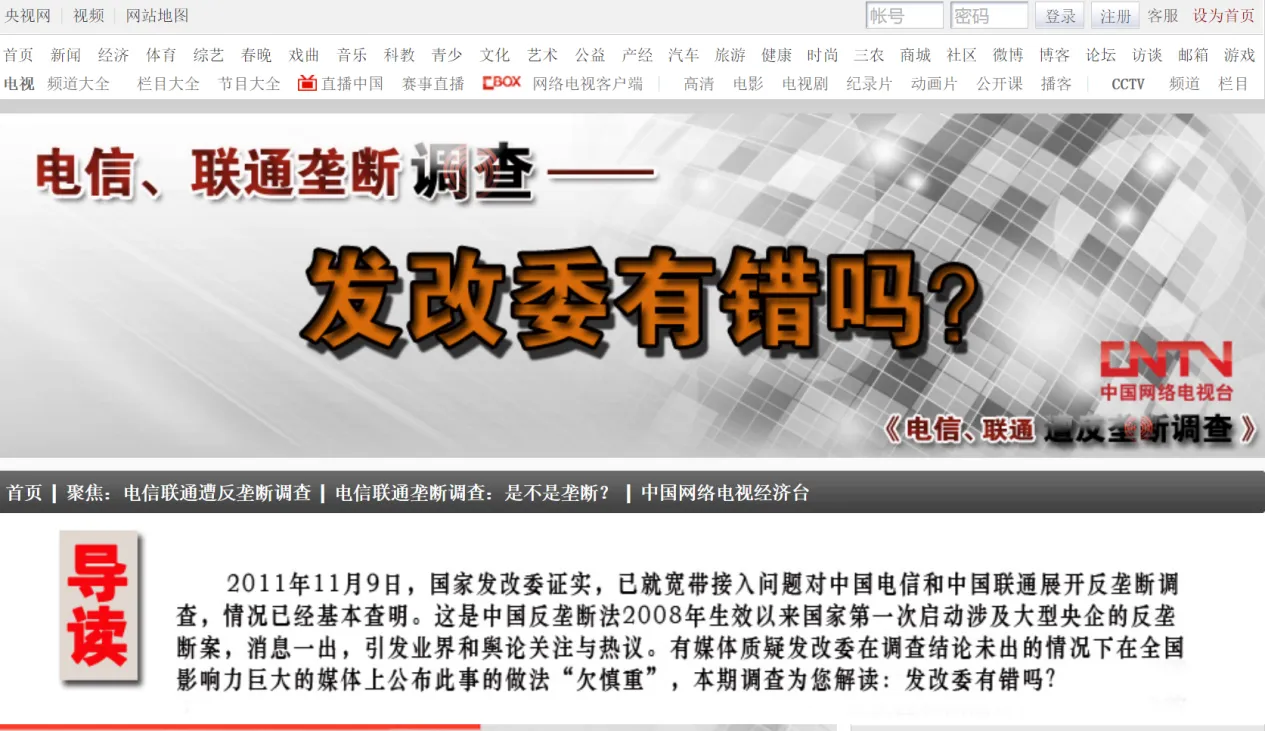 央视网 视频 网站地图 帐号 密码 登录 注册 客服 设为首页
首页 新闻 经济 体育 综艺 春晚 戏曲 音乐 科教 青少 文化 艺术 公益 产经 汽车 旅游 健康 时尚 三农 商城 社区 微博 博客 论坛 访谈 邮箱 游戏
电视 频道大全 栏目大全 节目大全 直播中国 赛事直播 CBOX 网络电视客户端 高清 电影 电视剧 纪录片 动画片 公开课 播客 CCTV 频道 栏目
电信、联通垄断调查——
发改委有错吗?
CNTV
中国网络电视台
《电信、联通 遭反垄断调查》
首页 | 聚焦：电信联通遭反垄断调查 | 电信联通垄断调查：是不是垄断？ | 中国网络电视经济台
导读
2011年11月9日，国家发改委证实，已就宽带接入问题对中国电信和中国联通展开反垄断调
查，情况已经基本查明。这是中国反垄断法2008年生效以来国家第一次启动涉及大型央企的反垄
断案，消息一出，引发业界和舆论关注与热议。有媒体质疑发改委在调查结论未出的情况下在全国
影响力巨大的媒体上公布此事的做法“欠慎重”，本期调查为您解读：发改委有错吗？